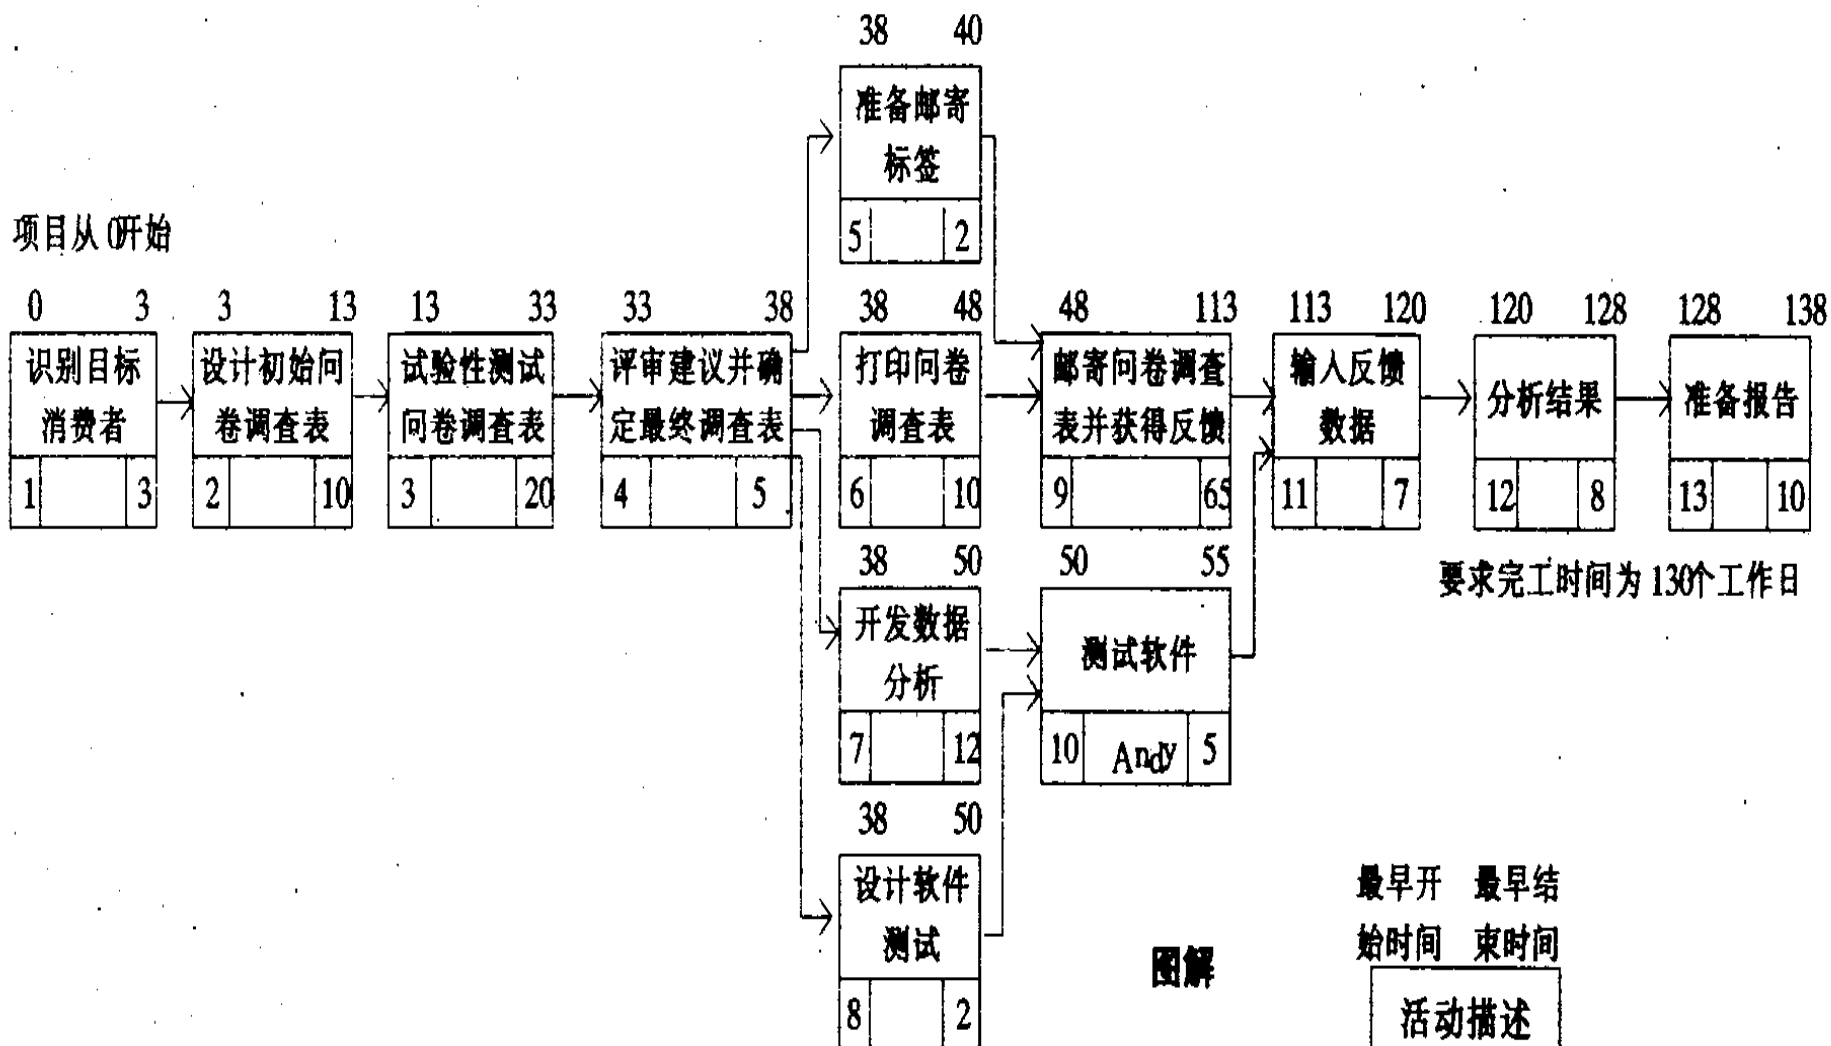 38 40
准备邮寄
标签
5 2
项目从0开始
0 3
识别目标
消费者
1 3
3 13
设计初始问
卷调查表
2 10
13 33
试验性测试
问卷调查表
3 20
33 38
评审建议并确
定最终调查表
4 5
38 48
打印问卷
调查表
6 10
48 113
邮寄问卷调查
表并获得反馈
9 65
113 120
输入反馈
数据
11 7
120 128
分析结果
12 8
128 138
准备报告
13 10
要求完工时间为130个工作日
38 50
开发数据
分析
7 12
50 55
测试软件
10 Andy 5
38 50
设计软件
测试
8 2
图解
最早开 最早结
始时间 束时间
活动描述